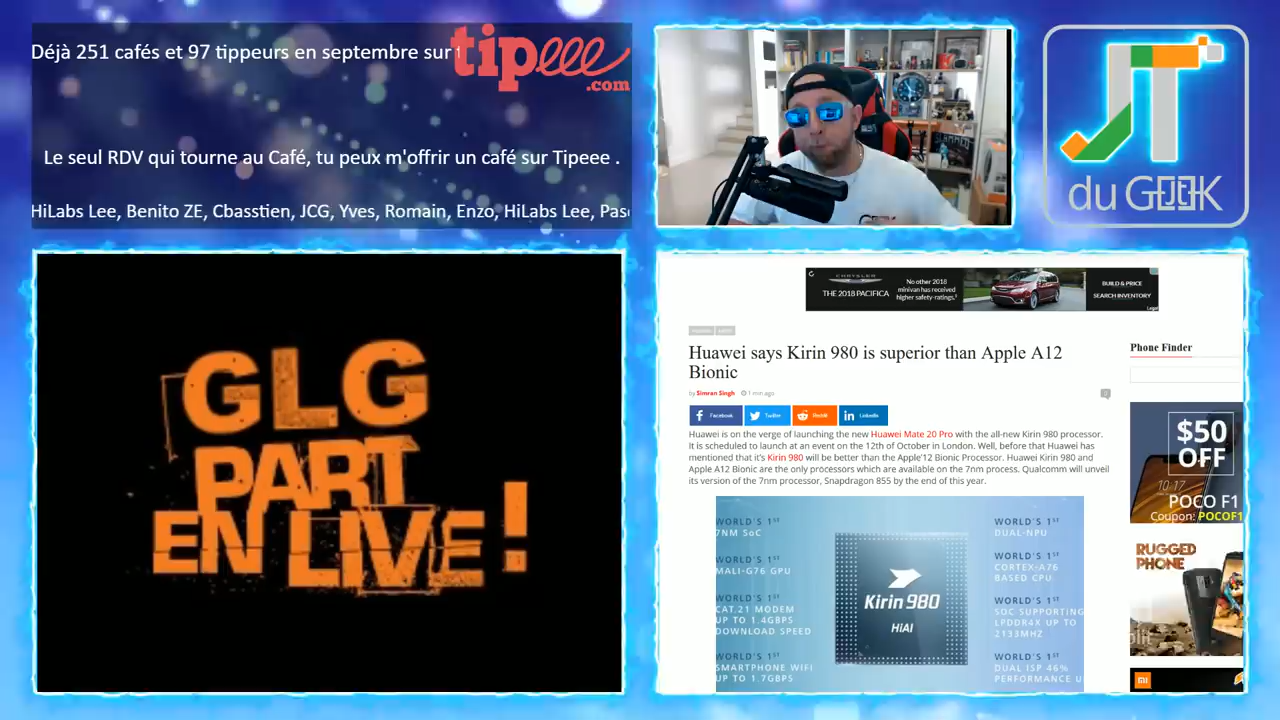 Déjà 251 cafés et 97 tippeurs en septembre sur
tipeee
.com
Le seul RDV qui tourne au Café, tu peux m'offrir un café sur Tipeee .
HiLabs Lee, Benito ZE, Cbasstien, JCG, Yves, Romain, Enzo, HiLabs Lee,
JT
du GEEK
GLG
PART
EN LIVE !
CHRYSLER
THE 2018 PACIFICA
No other 2018
minivan has received
higher safety-ratings.
BUILD & PRICE
SEARCH INVENTORY
Legal
Huawei says Kirin 980 is superior than Apple A12
Bionic
by Simran Singh 1 min ago
Facebook
Twitter
Reddit
LinkedIn
Huawei is on the verge of launching the new Huawei Mate 20 Pro with the all-new Kirin 980 processor.
It is scheduled to launch at an event on the 12th of October in London. Well, before that Huawei has
mentioned that it's Kirin 980 will be better than the Apple'12 Bionic Processor. Huawei Kirin 980 and
Apple A12 Bionic are the only processors which are available on the 7nm process. Qualcomm will unveil
its version of the 7nm processor, Snapdragon 855 by the end of this year.
WORLD'S 1ST
7NM SOC
WORLD'S 1ST
MALI-G76 GPU
WORLD'S 1ST
CAT.21 MODEM
UP TO 1.4GBPS
DOWNLOAD SPEED
WORLD'S 1ST
SMARTPHONE WIFI
UP TO 1.7GBPS
Kirin 980
HiAI
WORLD'S 1ST
DUAL-NPU
WORLD'S 1ST
CORTEX-A76
BASED CPU
WORLD'S 1ST
SOC SUPPORTING
LPDDR4X UP TO
2133MHZ
WORLD'S 1ST
DUAL ISP 46%
PERFORMANCE U
Phone Finder
$50
OFF
10:17
POCO F1
Coupon: POCOF1
RUGGED
PHONE
MI